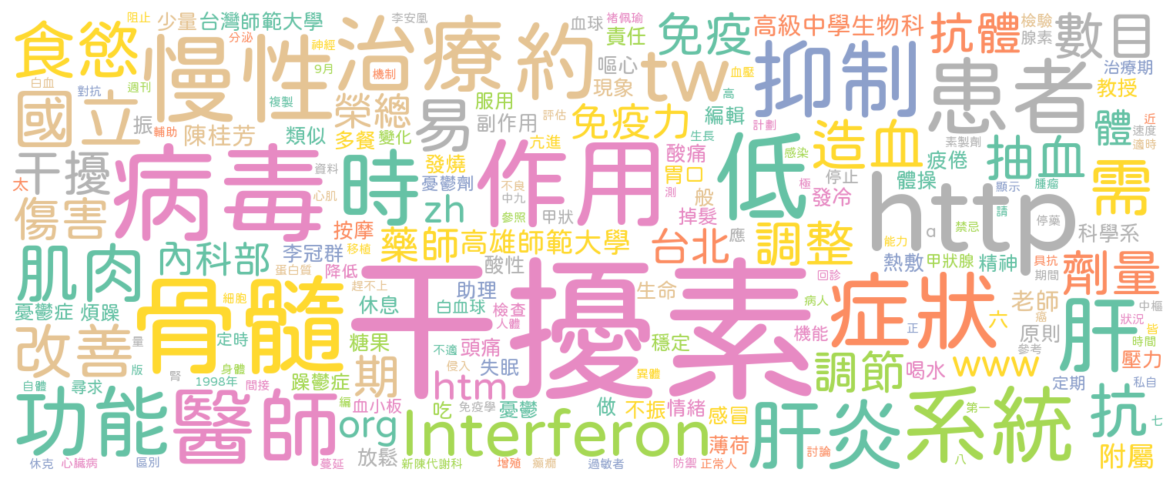 食慾
慢性
治療
約
tw
免疫
高級中學生物科
抗體
數目
少量
台灣師範大學
李安凰
血球
褚佩瑜
責任
檢驗
腺素
阻止
分泌
神經
嘔心
現象
9月
機制
血壓
白血
對抗
週刊
複製
國立
榮總
易
服用
副作用
抑制
患者
治療期
教授
振
輔助
陳桂芳
類似
多餐
變化
亢進
評估
免疫力
編輯
生長
高
計劃
造血
體
近
速度
適時
素製劑
干擾
病毒
時
發燒
憂鬱劑
作用
酸痛
胃口
低
感染
疲倦
抽血
需
太
資料
心肌
傷害
zh
不良
中九
參照
甲狀
測
般
極
停止
發冷
體操
顯示
腫瘤
http
a
禁忌
請
停藥
掉髮
應
能力
按摩
藥師
高雄師範大學
台北
調整
科學系
肌肉
內科部
李冠群
移植
蛋白質
降低
酸性
熱敷
甲狀腺
精神
具抗
期間
中樞
劑量
趕不上
生命
回診
憂鬱症
煩躁
骨髓
細胞
休息
助理
白血球
檢查
人體
干擾素
病人
症狀
老師
六
癌
狀況
肝
皆
時間
改善
量
定時
糖果
頭痛
不適
穩定
機能
正
原則
參考
壓力
版
身體
期
侵入
失眠
異體
調節
喝水
www
自體
尋求
腎
1998年
間接
躁鬱症
htm
定期
私自
功能
醫師
編
血小板
吃
免疫學
憂鬱
做
不振
情緒
感冒
肝炎
系統
第一
抗
七
org
Interferon
薄荷
放鬆
休克
心臟病
區別
蔓延
新陳代謝科
增殖
癲癇
過敏者
防禦
正常人
討論
八
附屬